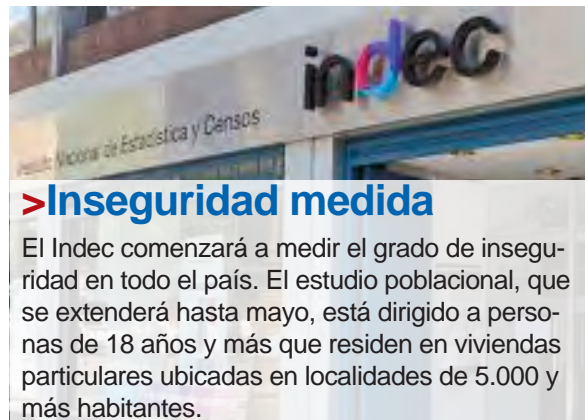 indec
Instituto Nacional de Estadística y Censos
>Inseguridad medida
El Indec comenzará a medir el grado de insegu-
ridad en todo el país. El estudio poblacional, que
se extenderá hasta mayo, está dirigido a perso-
nas de 18 años y más que residen en viviendas
particulares ubicadas en localidades de 5.000 y
más habitantes.